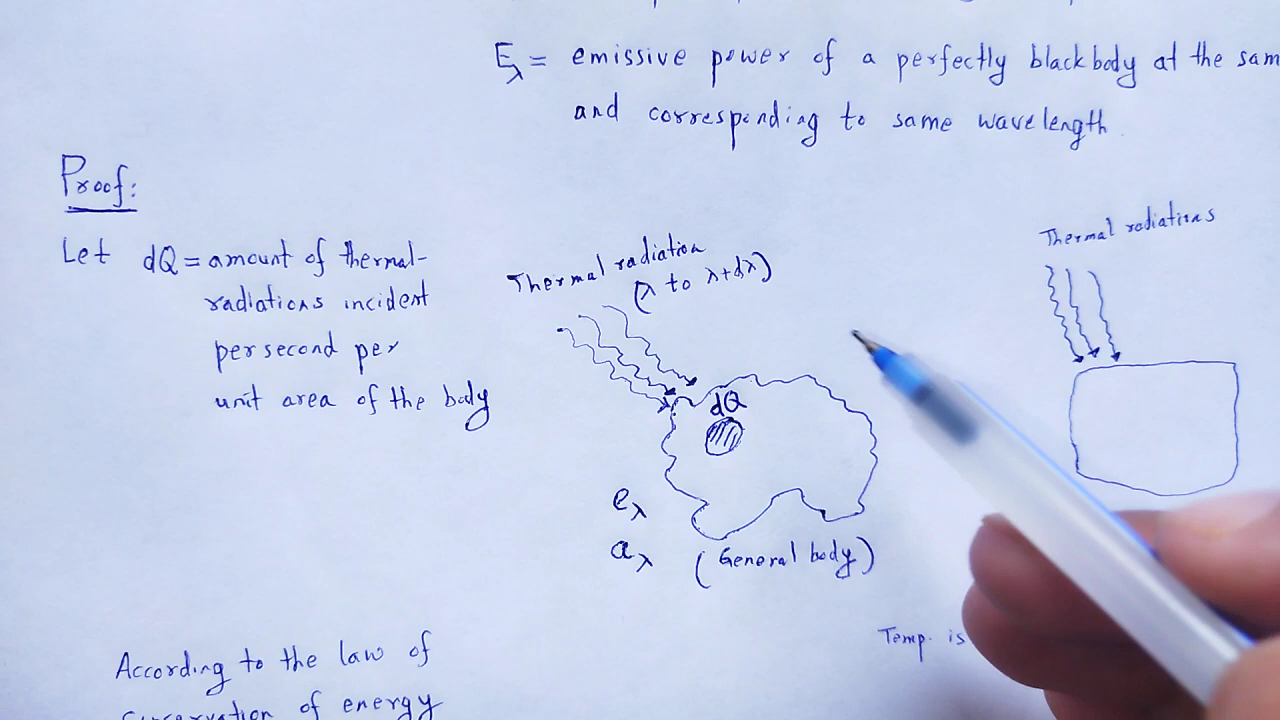 Eλ = emissive power of a perfectly blackbody at the sam
and corresponding to same wavelength
Proof:
Let dQ = amount of thermal-
radiations incident
per second per
unit area of the body
Thermal radiation
(λ to λ+dλ)
dQ
eλ
aλ
(General body)
Thermal radiations
Temp. is
According to the law of
conservation of energy